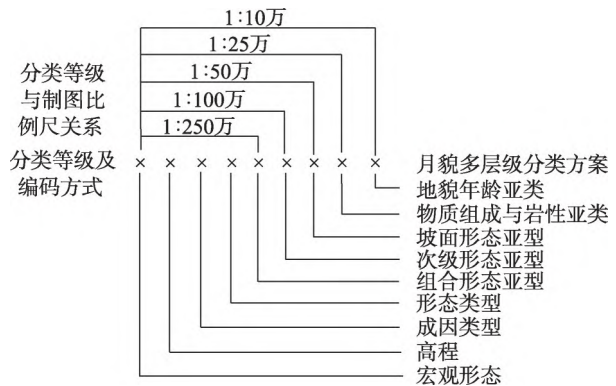 1:10万
1:25万
1:50万
1:100万
1:250万
分类等级
与制图比
例尺关系
分类等级及
编码方式
× × × × × × × × ×
月貌多层级分类方案
地貌年龄亚类
物质组成与岩性亚类
坡面形态亚型
次级形态亚型
组合形态亚型
形态类型
成因类型
高程
宏观形态